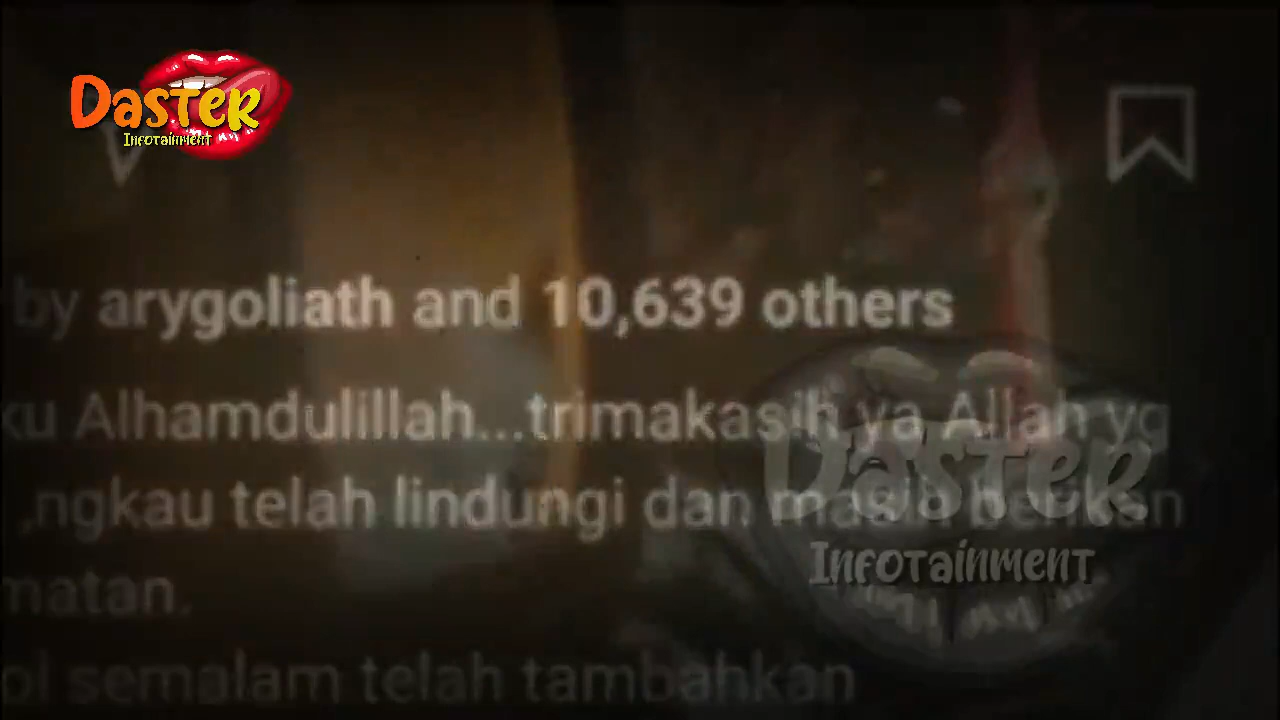 DASTER
INFOTAINMENT
by arygoliath and 10,639 others
ku Alhamdulillah...trimakasih ya Allah yg
ngkau telah lindungi dan masih berikan
matan.
oi semalam telah tambahkan
DASTER
INFOTAINMENT